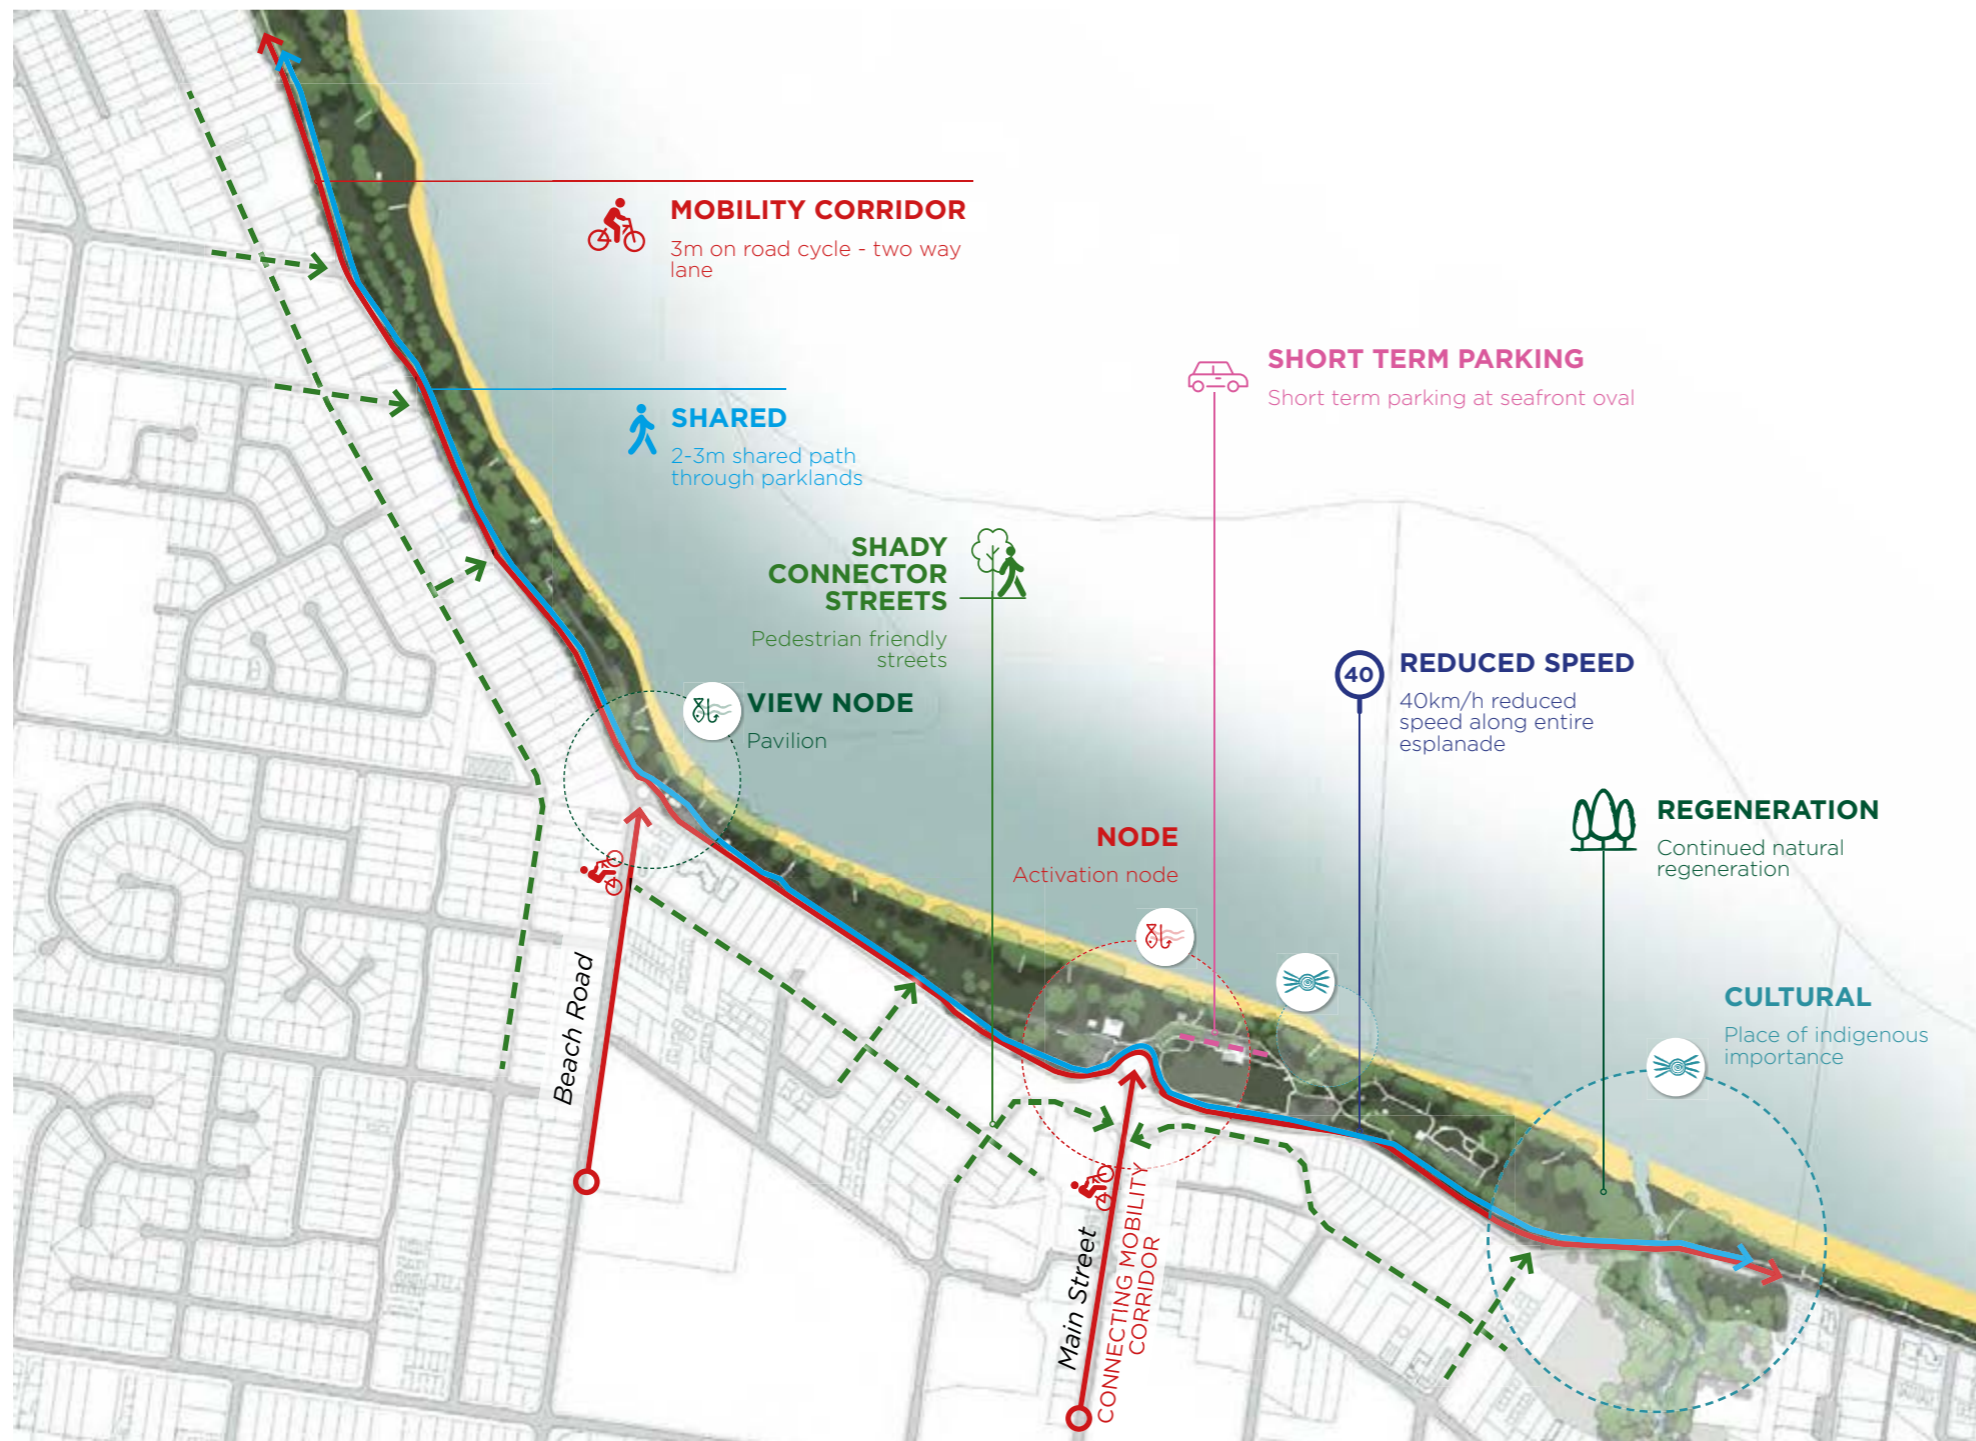 MOBILITY CORRIDOR
3m on road cycle - two way
lane
SHORT TERM PARKING
Short term parking at seafront oval
SHARED
2-3m shared path
through parklands
SHADY
CONNECTOR
STREETS
Pedestrian friendly
streets
40
REDUCED SPEED
40km/h reduced
speed along entire
esplanade
VIEW NODE
Pavilion
REGENERATION
Continued natural
regeneration
NODE
Activation node
CULTURAL
Place of indigenous
importance
Beach Road
Main Street
CONNECTING MOBILITY
CORRIDOR